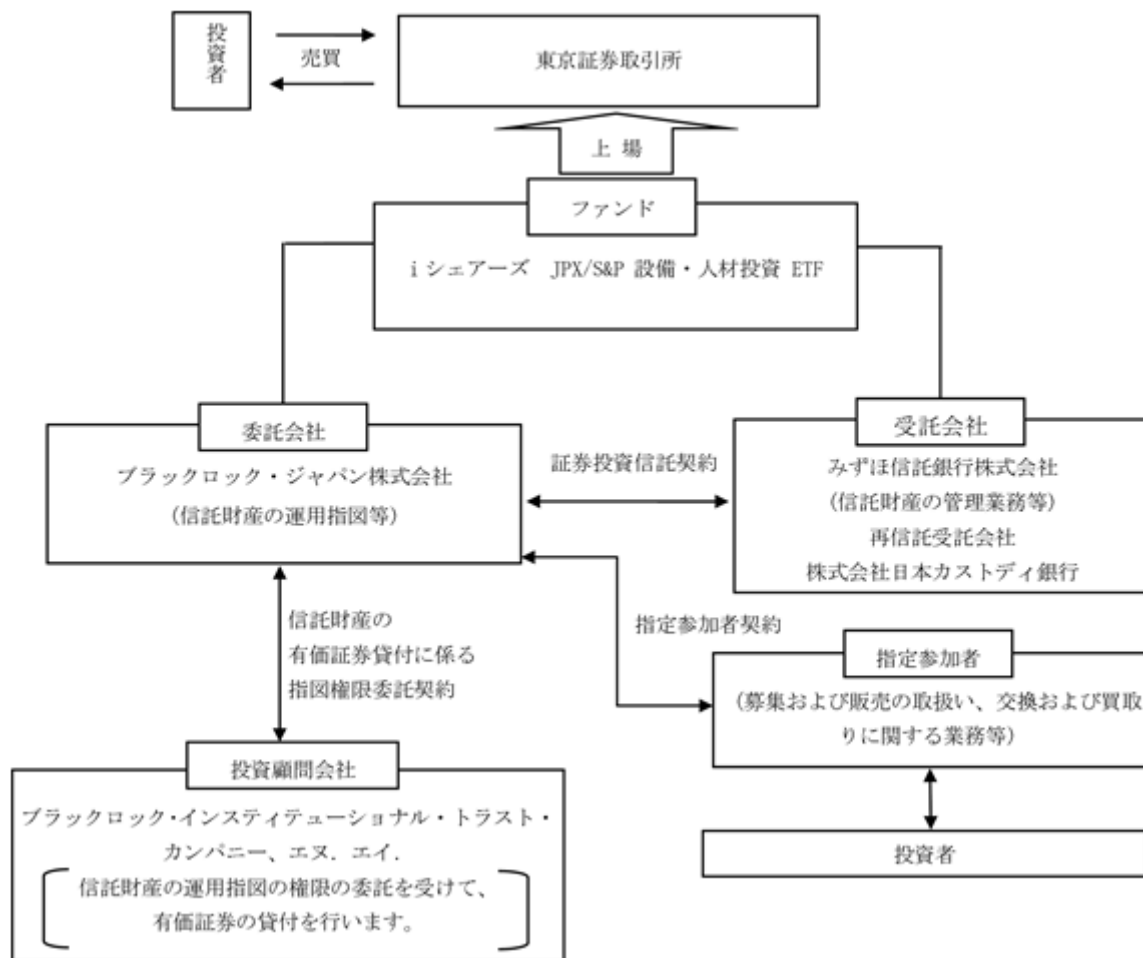 投資者
売買
東京証券取引所
上 場
ファンド
i シェアーズ JPX/S&P 設備・人材投資 ETF
委託会社
ブラックロック・ジャパン株式会社
(信託財産の運用指図等)
証券投資信託契約
受託会社
みずほ信託銀行株式会社
(信託財産の管理業務等)
再信託受託会社
株式会社日本カストディ銀行
信託財産の
有価証券貸付に係る
指図権限委託契約
指定参加者契約
指定参加者
(募集および販売の取扱い、交換および買取
りに関する業務等)
投資者
投資顧問会社
ブラックロック・インスティテューショナル・トラスト・
カンパニー、エヌ．エイ．
信託財産の運用指図の権限の委託を受けて、
有価証券の貸付を行います。